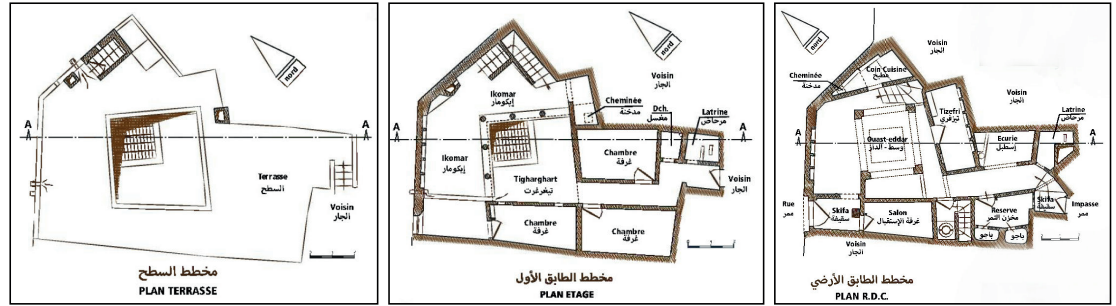 nord
A
A
Terrasse
السطح
Voisin
الجار
مخطط السطح
PLAN TERRASSE
nord
Voisin
الجار
Ikomar
إيكومار
Cheminée
مدخنة
Dch.
مغسل
Latrine
مرحاض
A
A
Ikomar
إيكومار
Chambre
غرفة
Tigharghart
تيغرغرت
Voisin
الجار
Chambre
غرفة
Chambre
غرفة
مخطط الطابق الأول
PLAN ETAGE
nord
Voisin
الجار
Coin Cuisine
مطبخ
Cheminée
مدخنة
Voisin
الجار
Tizefri
تيزفري
Latrine
مرحاض
A
A
Ouast-eddar
وسط - الدار
Ecurie
إسطبل
Rue
ممر
Skifa
سقيفة
Salon
غرفة الإستقبال
Reserve
مخزن التمر
Skifa
سقيفة
Impasse
ممر
باجو
باجو
Voisin
الجار
مخطط الطابق الأرضي
PLAN R.D.C.